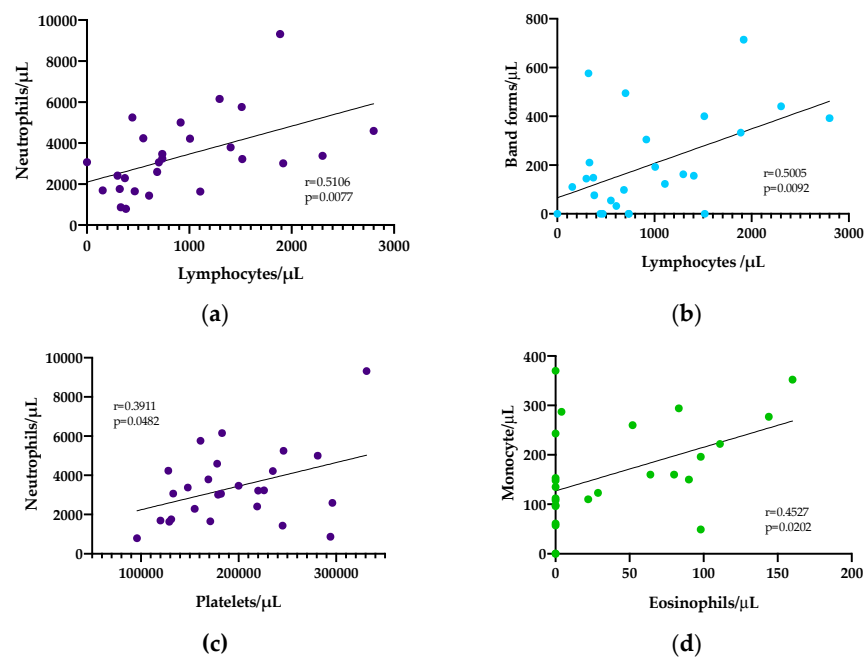 (a)
Neutrophils/μL
10000
8000
6000
4000
2000
0
0
1000
2000
3000
r=0.5106
p=0.0077
Lymphocytes/μL
(b)
Band forms/μL
800
600
400
200
0
0
1000
2000
3000
r=0.5005
p=0.0092
Lymphocytes /μL
(c)
Neutrophils/μL
10000
8000
6000
4000
2000
0
100000
200000
300000
r=0.3911
p=0.0482
Platelets/μL
(d)
Monocyte/μL
400
300
200
100
0
0
50
100
150
200
r=0.4527
p=0.0202
Eosinophils/μL